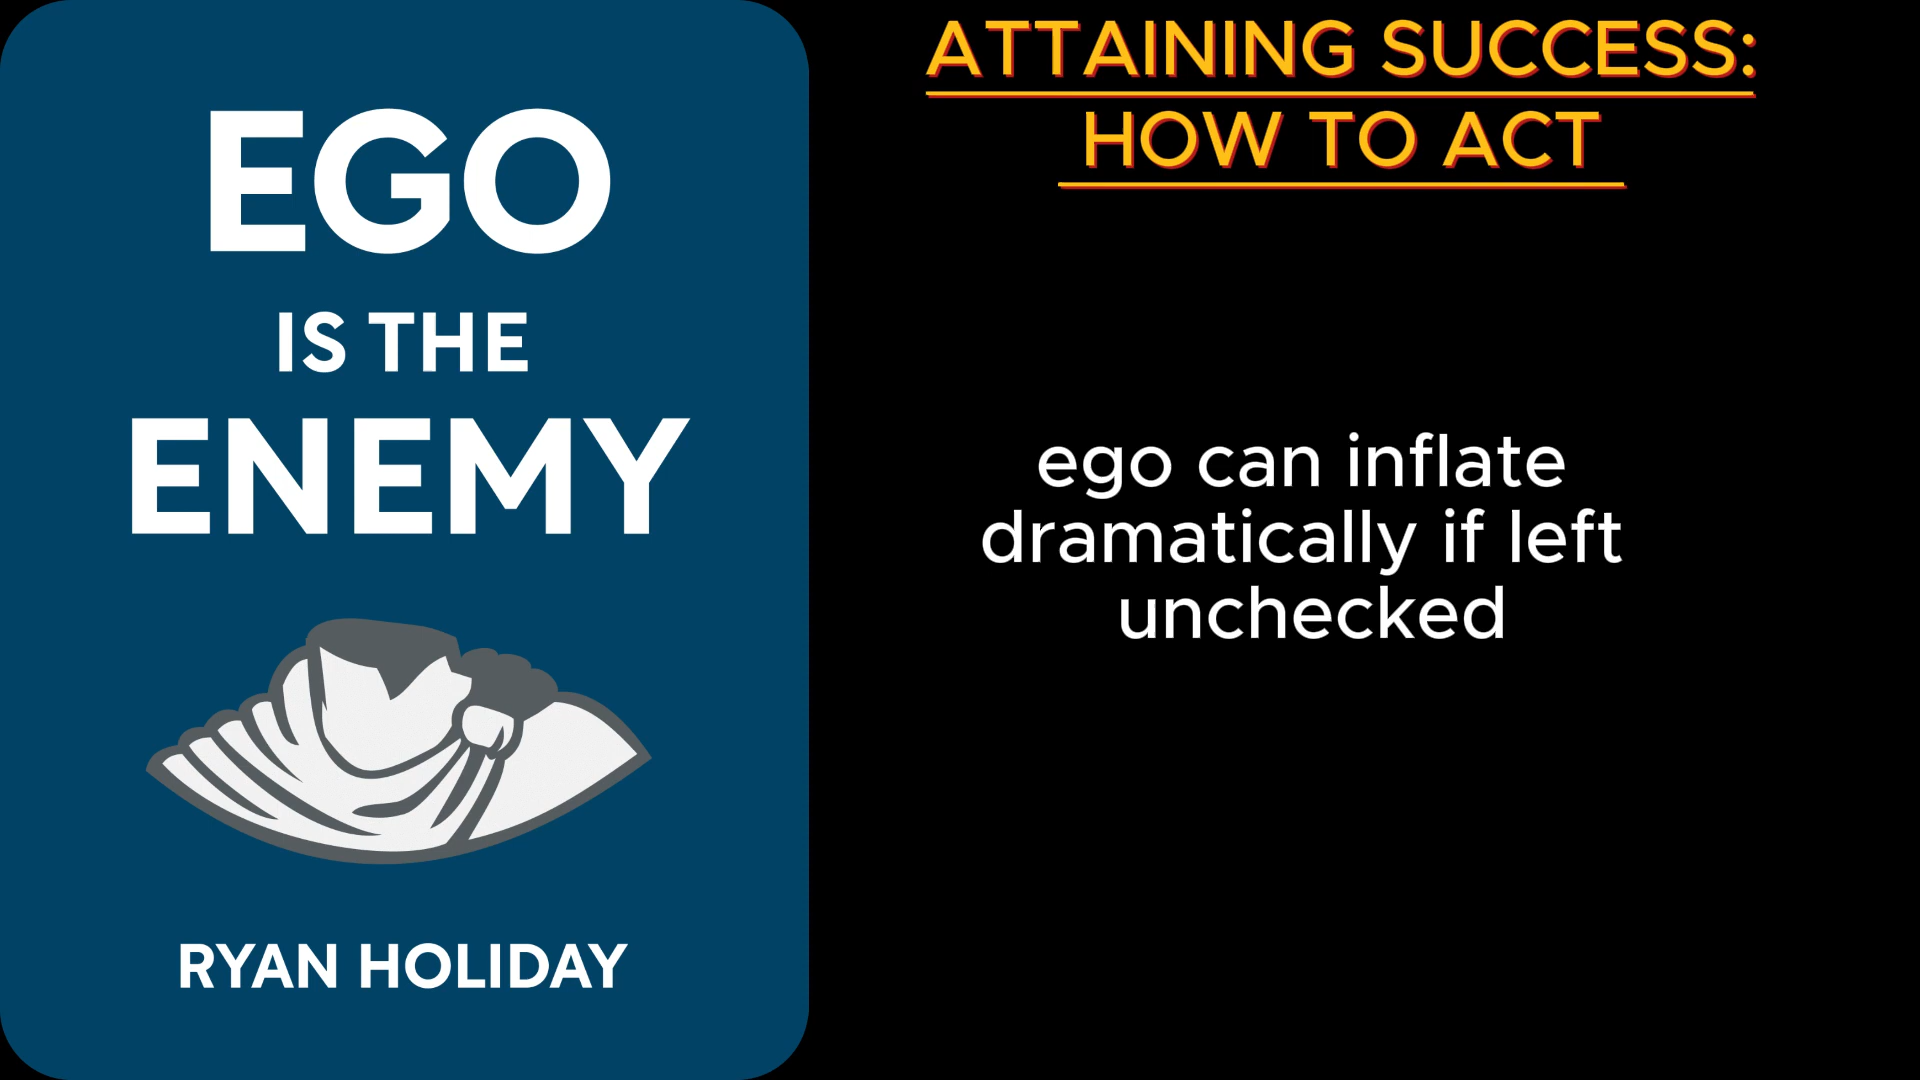 EGO
IS THE
ENEMY
RYAN HOLIDAY
ATTAINING SUCCESS:
HOW TO ACT
ego can inflate
dramatically if left
unchecked